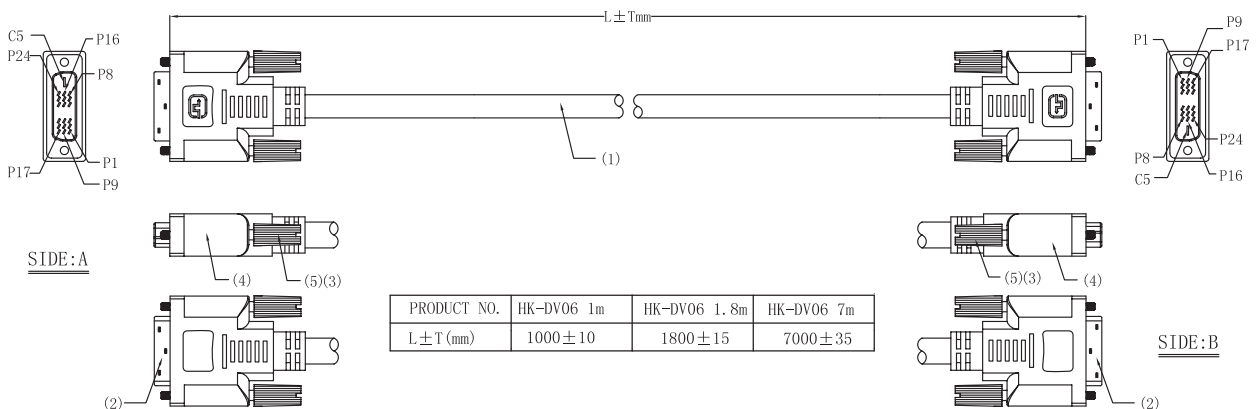 L±Tmm
C5
P16
P24
P8
P17
P1
P9
P9
P1
P17
P24
P8
P16
C5
(1)
SIDE:A
(4)
(5)(3)
(5)(3)
(4)
PRODUCT NO. HK-DV06 1m HK-DV06 1.8m HK-DV06 7m
L±T(mm) 1000±10 1800±15 7000±35
SIDE:B
(2)
(2)